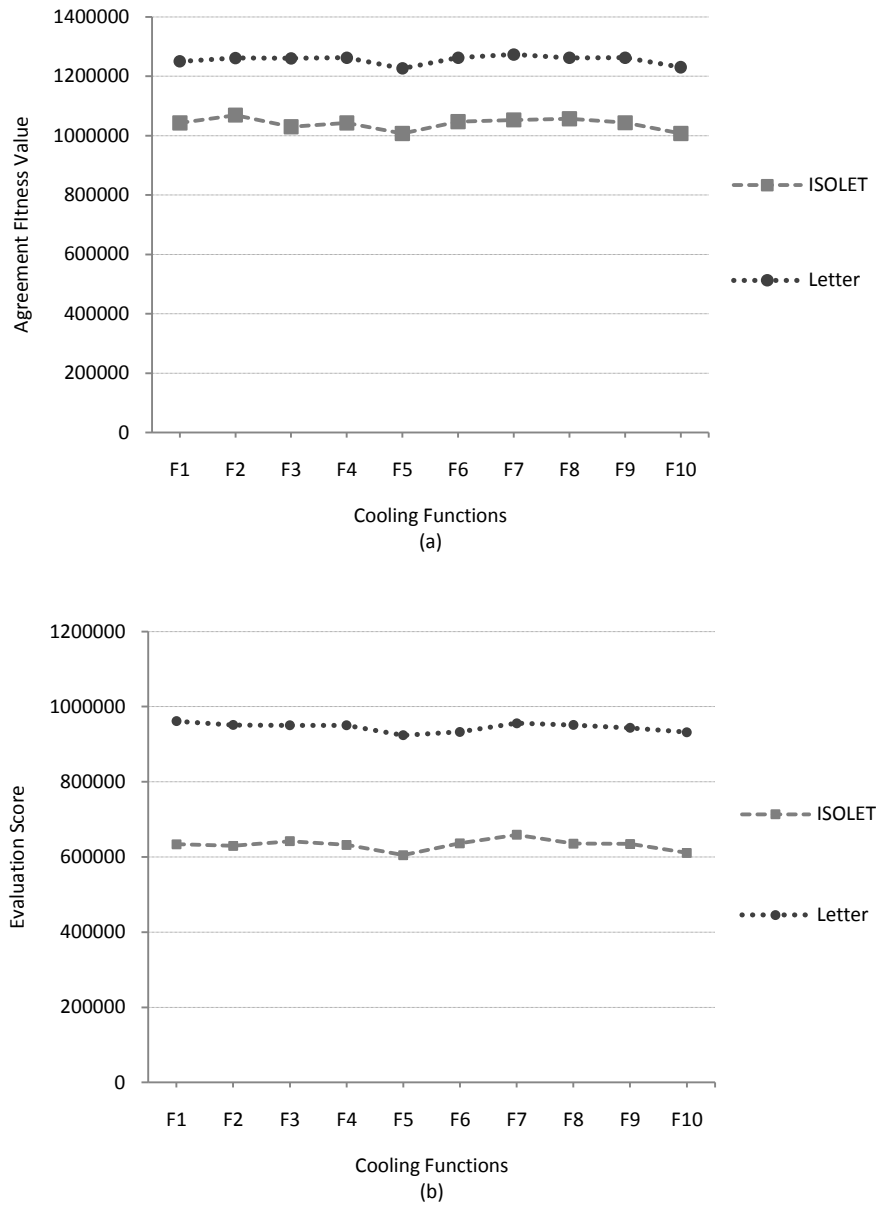 1400000
1200000
1000000
800000
600000
400000
200000
0
Agreement FItness Value
F1 F2 F3 F4 F5 F6 F7 F8 F9 F10
Cooling Functions
(a)
ISOLET
Letter
1200000
1000000
800000
600000
400000
200000
0
Evaluation Score
F1 F2 F3 F4 F5 F6 F7 F8 F9 F10
Cooling Functions
(b)
ISOLET
Letter